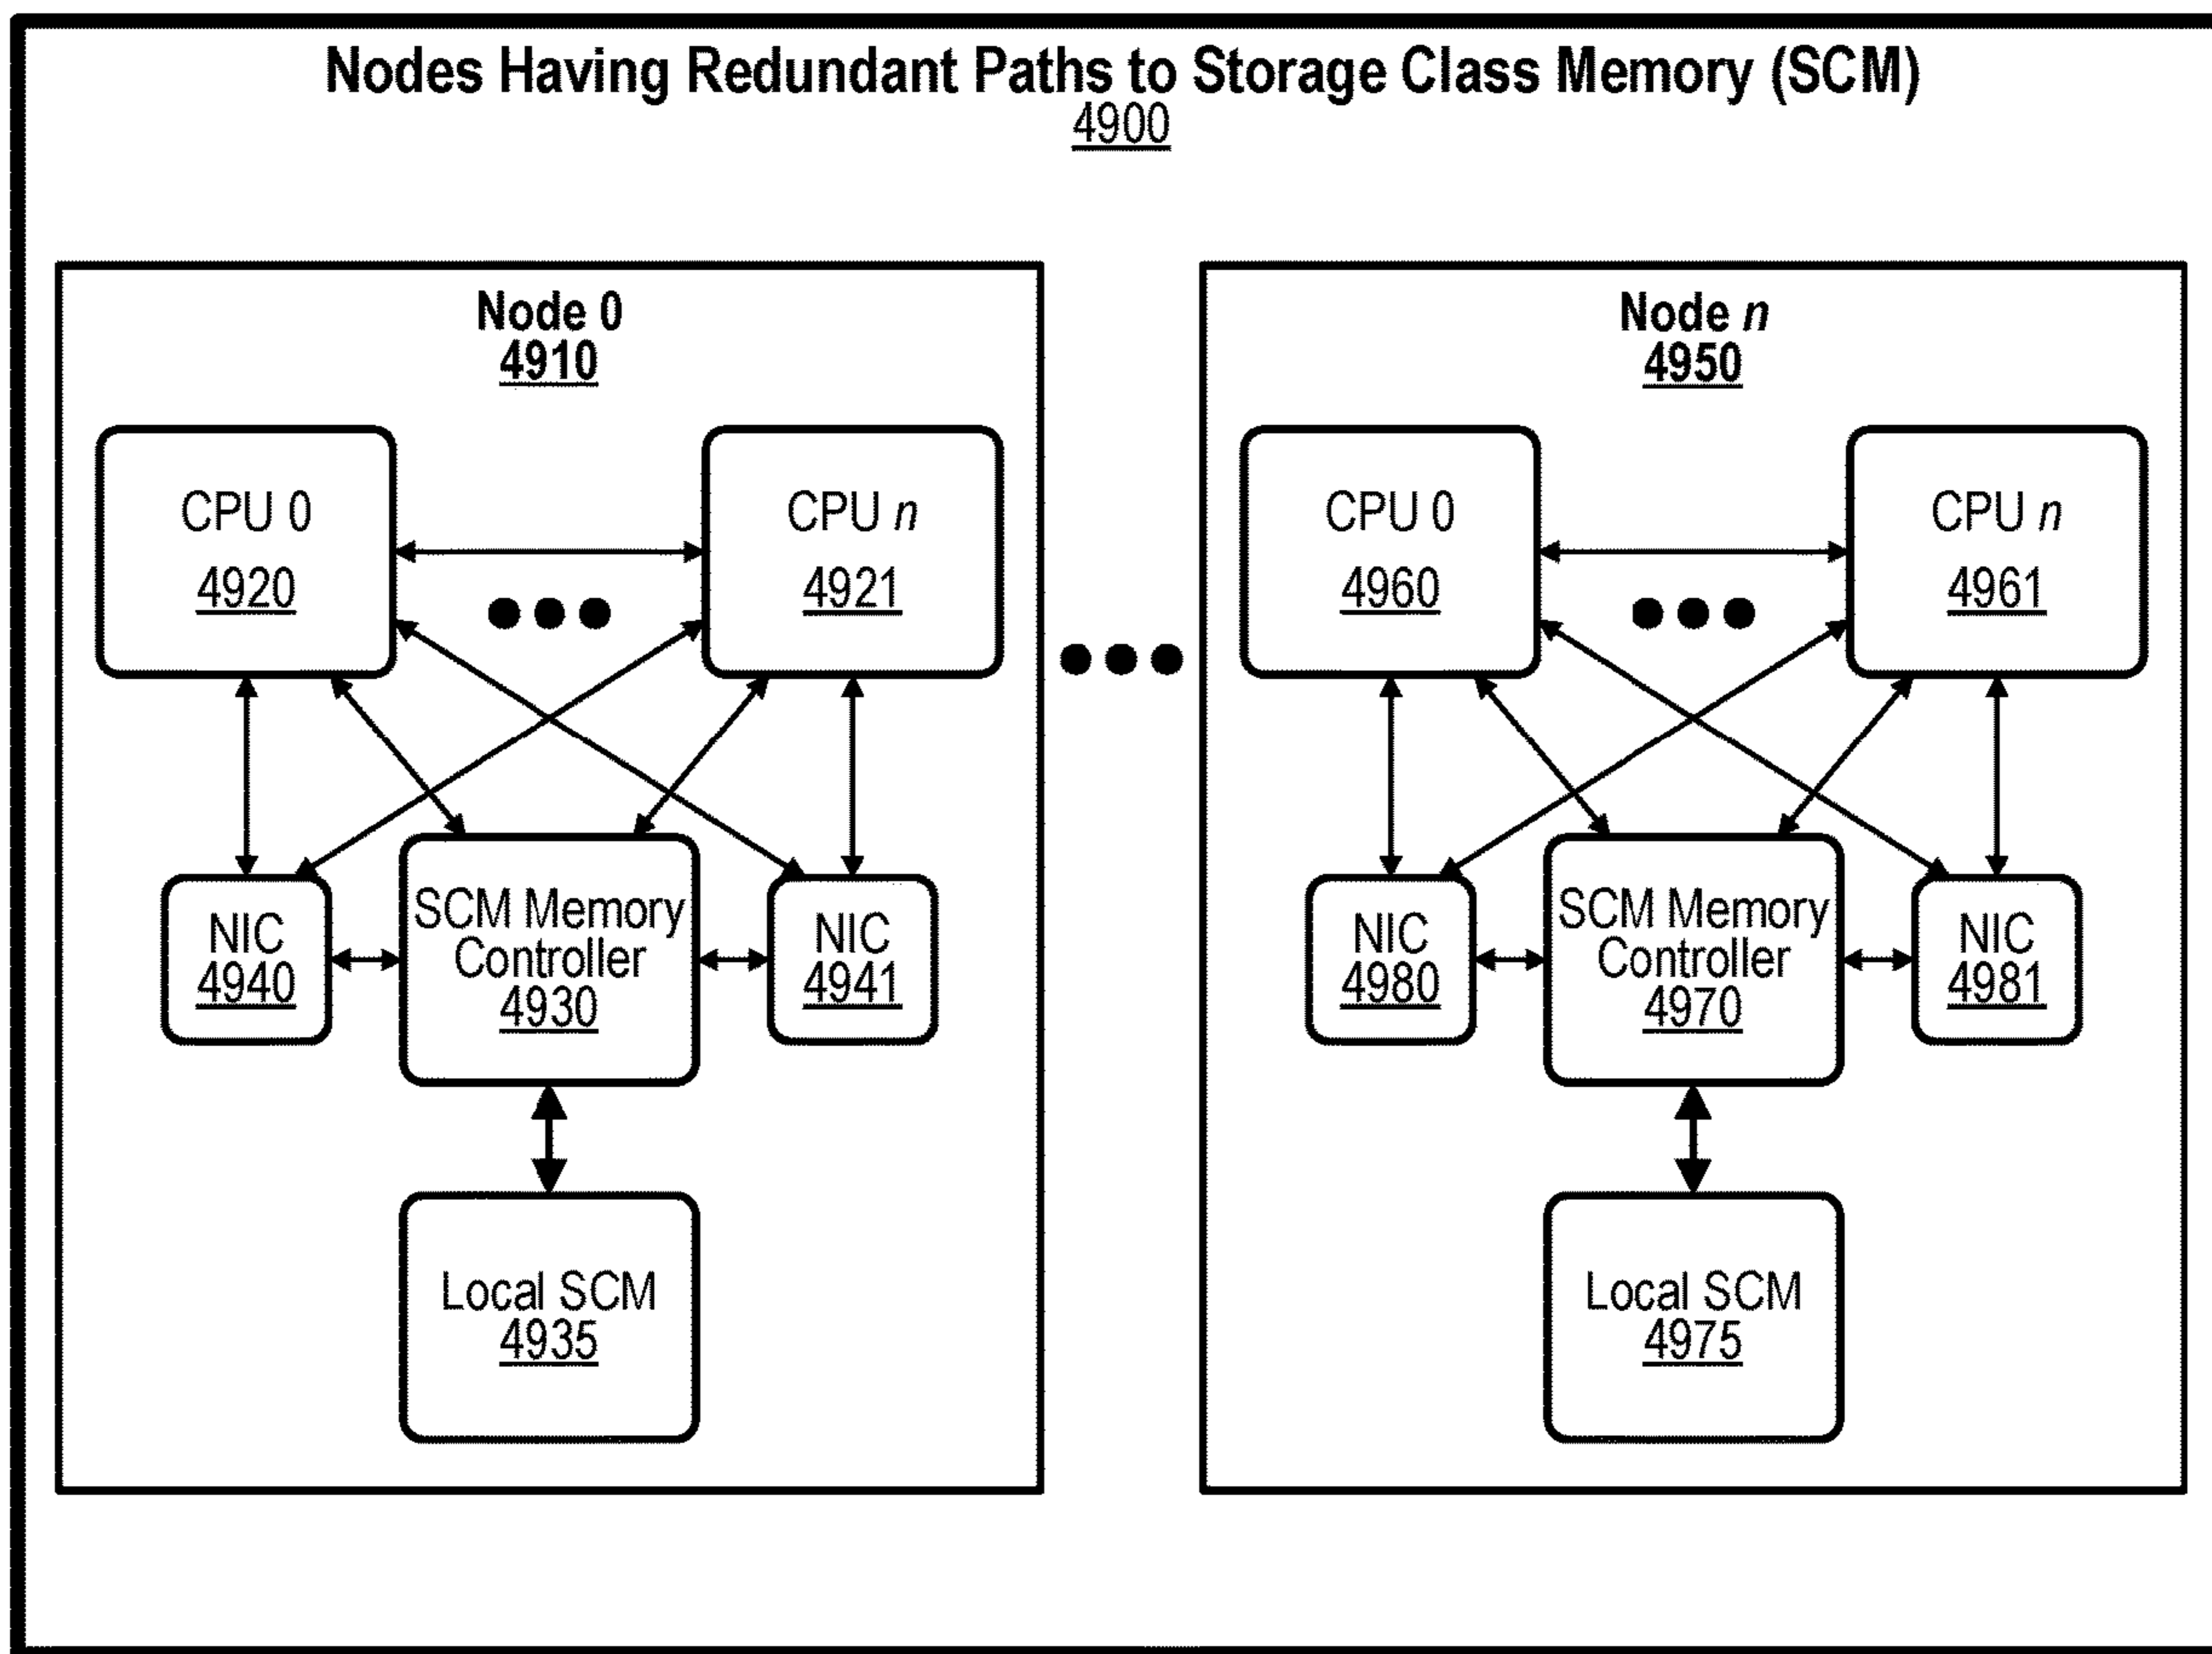 Nodes Having Redundant Paths to Storage Class Memory (SCM)
4900
Node 0
4910
CPU 0
4920
CPU n
4921
NIC
4940
SCM Memory
Controller
4930
NIC
4941
Local SCM
4935
Node n
4950
CPU 0
4960
CPU n
4961
NIC
4980
SCM Memory
Controller
4970
NIC
4981
Local SCM
4975